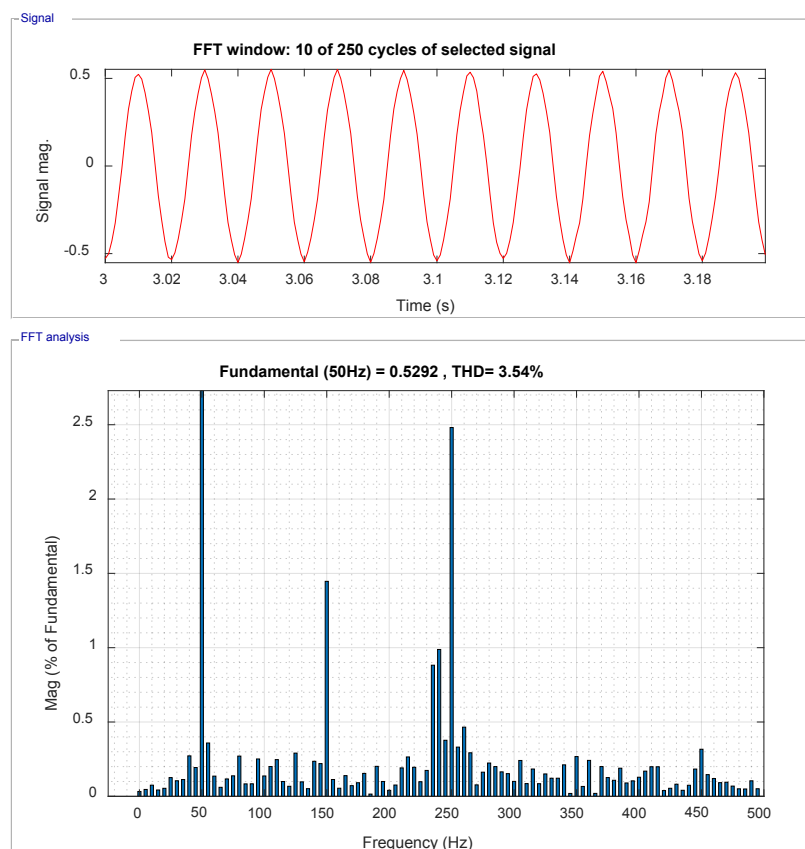 Signal
FFT window: 10 of 250 cycles of selected signal
0.5
0
-0.5
Signal mag.
3 3.02 3.04 3.06 3.08 3.1 3.12 3.14 3.16 3.18
Time (s)
FFT analysis
Fundamental (50Hz) = 0.5292 , THD= 3.54%
2.5
2
1.5
1
0.5
0
Mag (% of Fundamental)
0 50 100 150 200 250 300 350 400 450 500
Frequency (Hz)